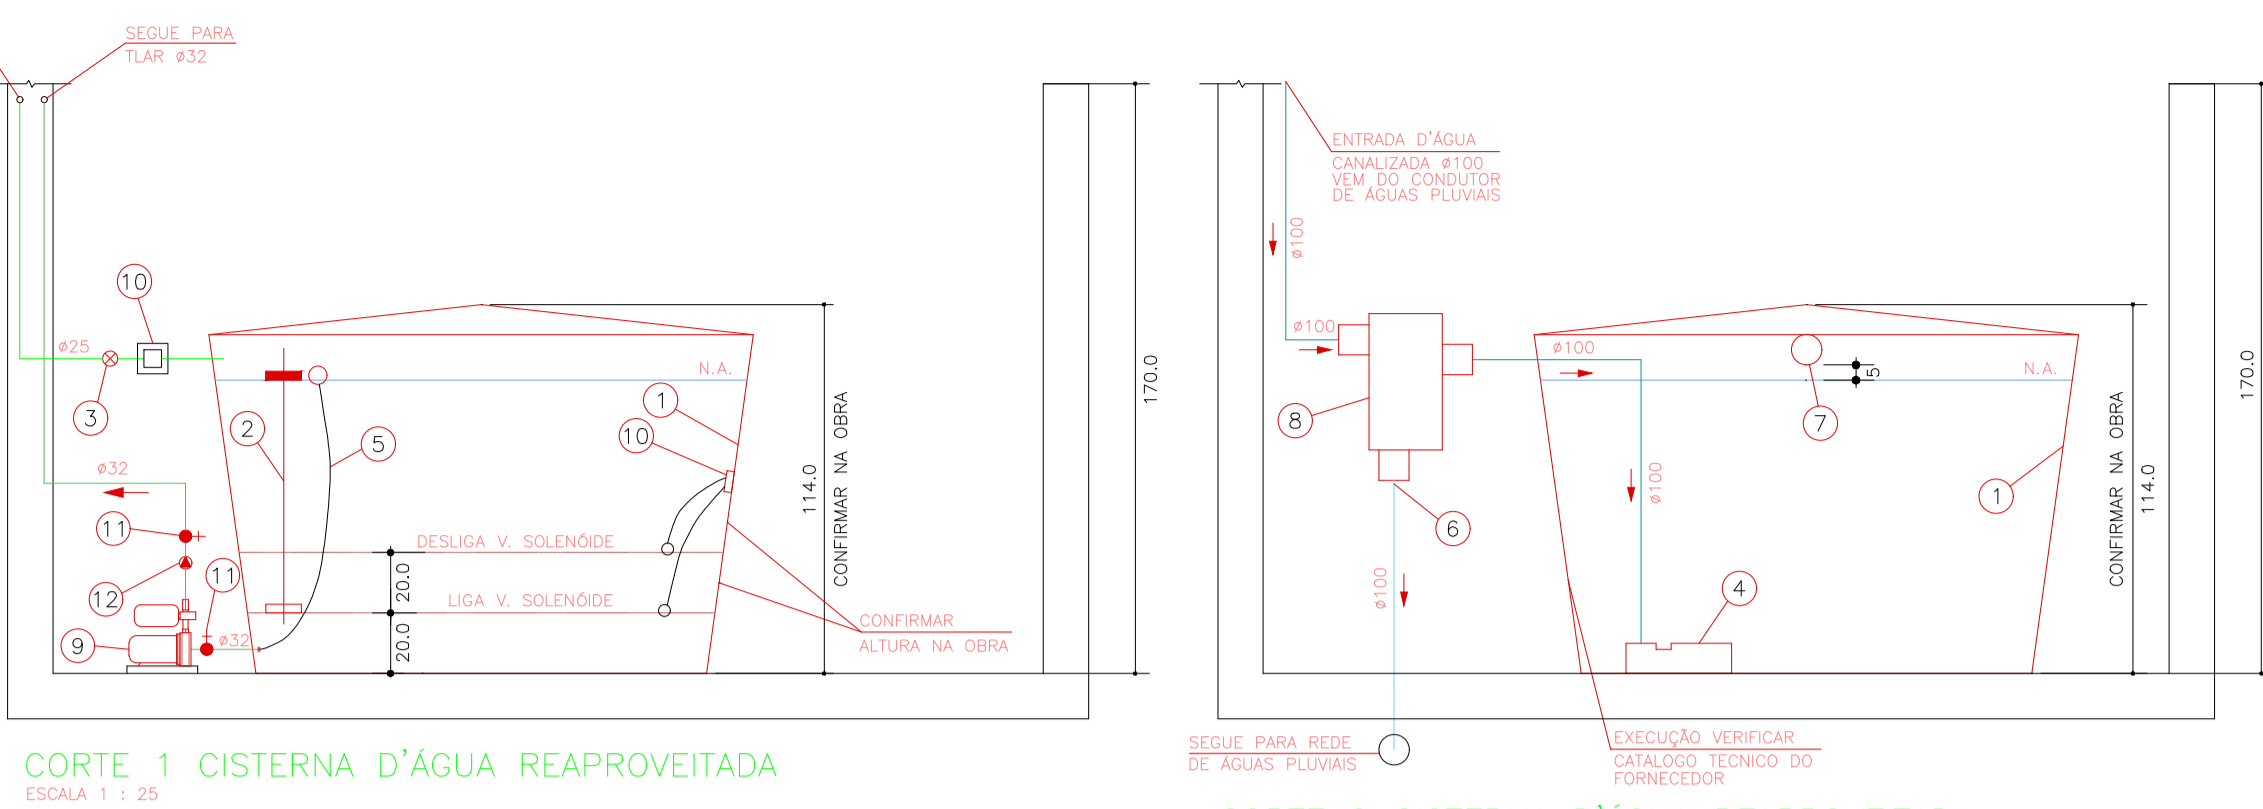 SEGUE PARA
TLAR ø32
10
ø25
3
N.A.
2
5
1
10
ø32
11
DESLIGA V. SOLENÓIDE
20.0
12
11
LIGA V. SOLENÓIDE
9
ø32
20.0
114.0
CONFIRMAR NA OBRA
170.0
CONFIRMAR
ALTURA NA OBRA
CORTE 1 CISTERNA D'ÁGUA REAPROVEITADA
ESCALA 1 : 25
ENTRADA D'ÁGUA
CANALIZADA ø100
VEM DO CONDUTOR
DE ÁGUAS PLUVIAIS
ø100
ø100
ø100
5
N.A.
8
7
ø100
6
1
ø100
4
CONFIRMAR NA OBRA
114.0
170.0
SEGUE PARA REDE
DE ÁGUAS PLUVIAIS
EXECUÇÃO VERIFICAR
CATALOGO TECNICO DO
FORNECEDOR